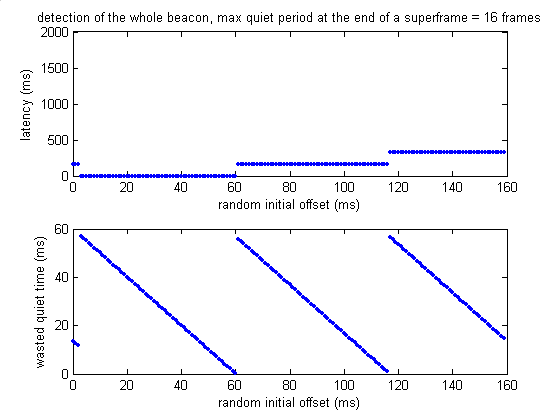 detection of the whole beacon, max quiet period at the end of a superframe = 16 frames
2000
1500
1000
500
0
latency (ms)
0 20 40 60 80 100 120 140 160
random initial offset (ms)
60
40
20
0
wasted quiet time (ms)
0 20 40 60 80 100 120 140 160
random initial offset (ms)